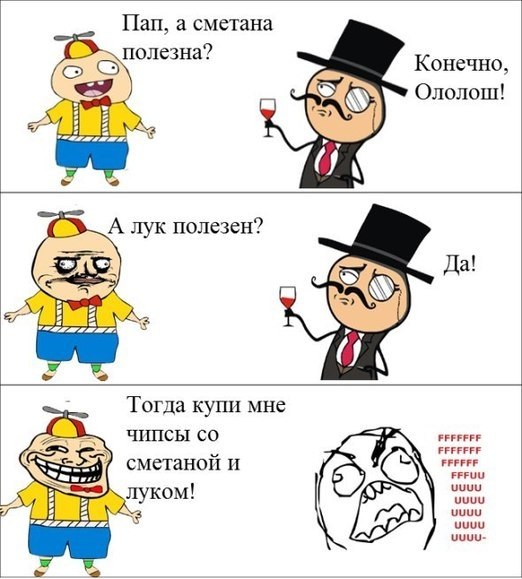 Пап, а сметана
полезна?
Конечно,
Ололош!
А лук полезен?
Да!
Тогда купи мне
чипсы со
сметаной и
луком!
FFFFFFF
FFFFFFF
FFFFFF
FFFUU
UUUU
UUUU
UUUU
UUUU
UUUU-